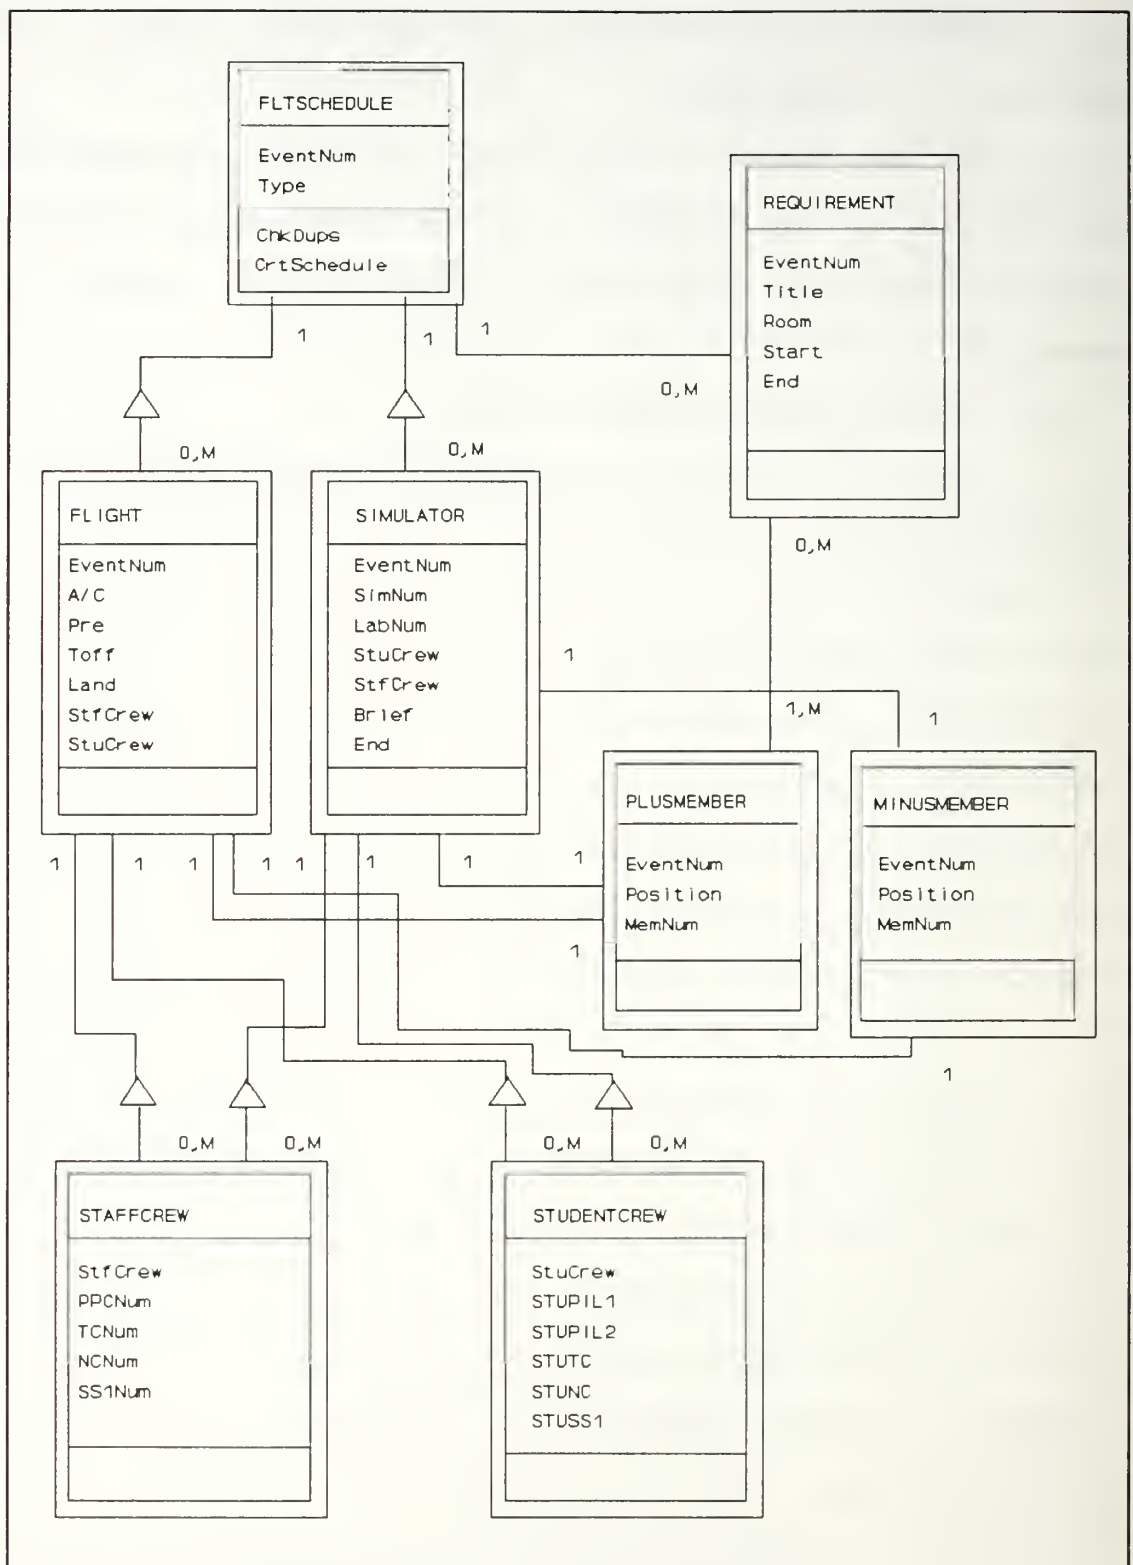 FLTSCHEDULE
EventNum
Type
ChkDups
CrtSchedule
1
1
1
0,M
REQUIREMENT
EventNum
Title
Room
Start
End
0,M
0,M
0,M
FLIGHT
EventNum
A/C
Pre
Toff
Land
StfCrew
StuCrew
SIMULATOR
EventNum
SimNum
LabNum
StuCrew
StfCrew
Brief
End
1
1,M
1
PLUSMEMBER
EventNum
Position
MemNum
MINUSMEMBER
EventNum
Position
MemNum
1
1
1
1
1
1
1
1
1
1
0,M
0,M
0,M
0,M
STAFFCREW
StfCrew
PPCNum
TCNum
NCNum
SS1Num
STUDENTCREW
StuCrew
STUPIL1
STUPIL2
STUTC
STUNC
STUSS1